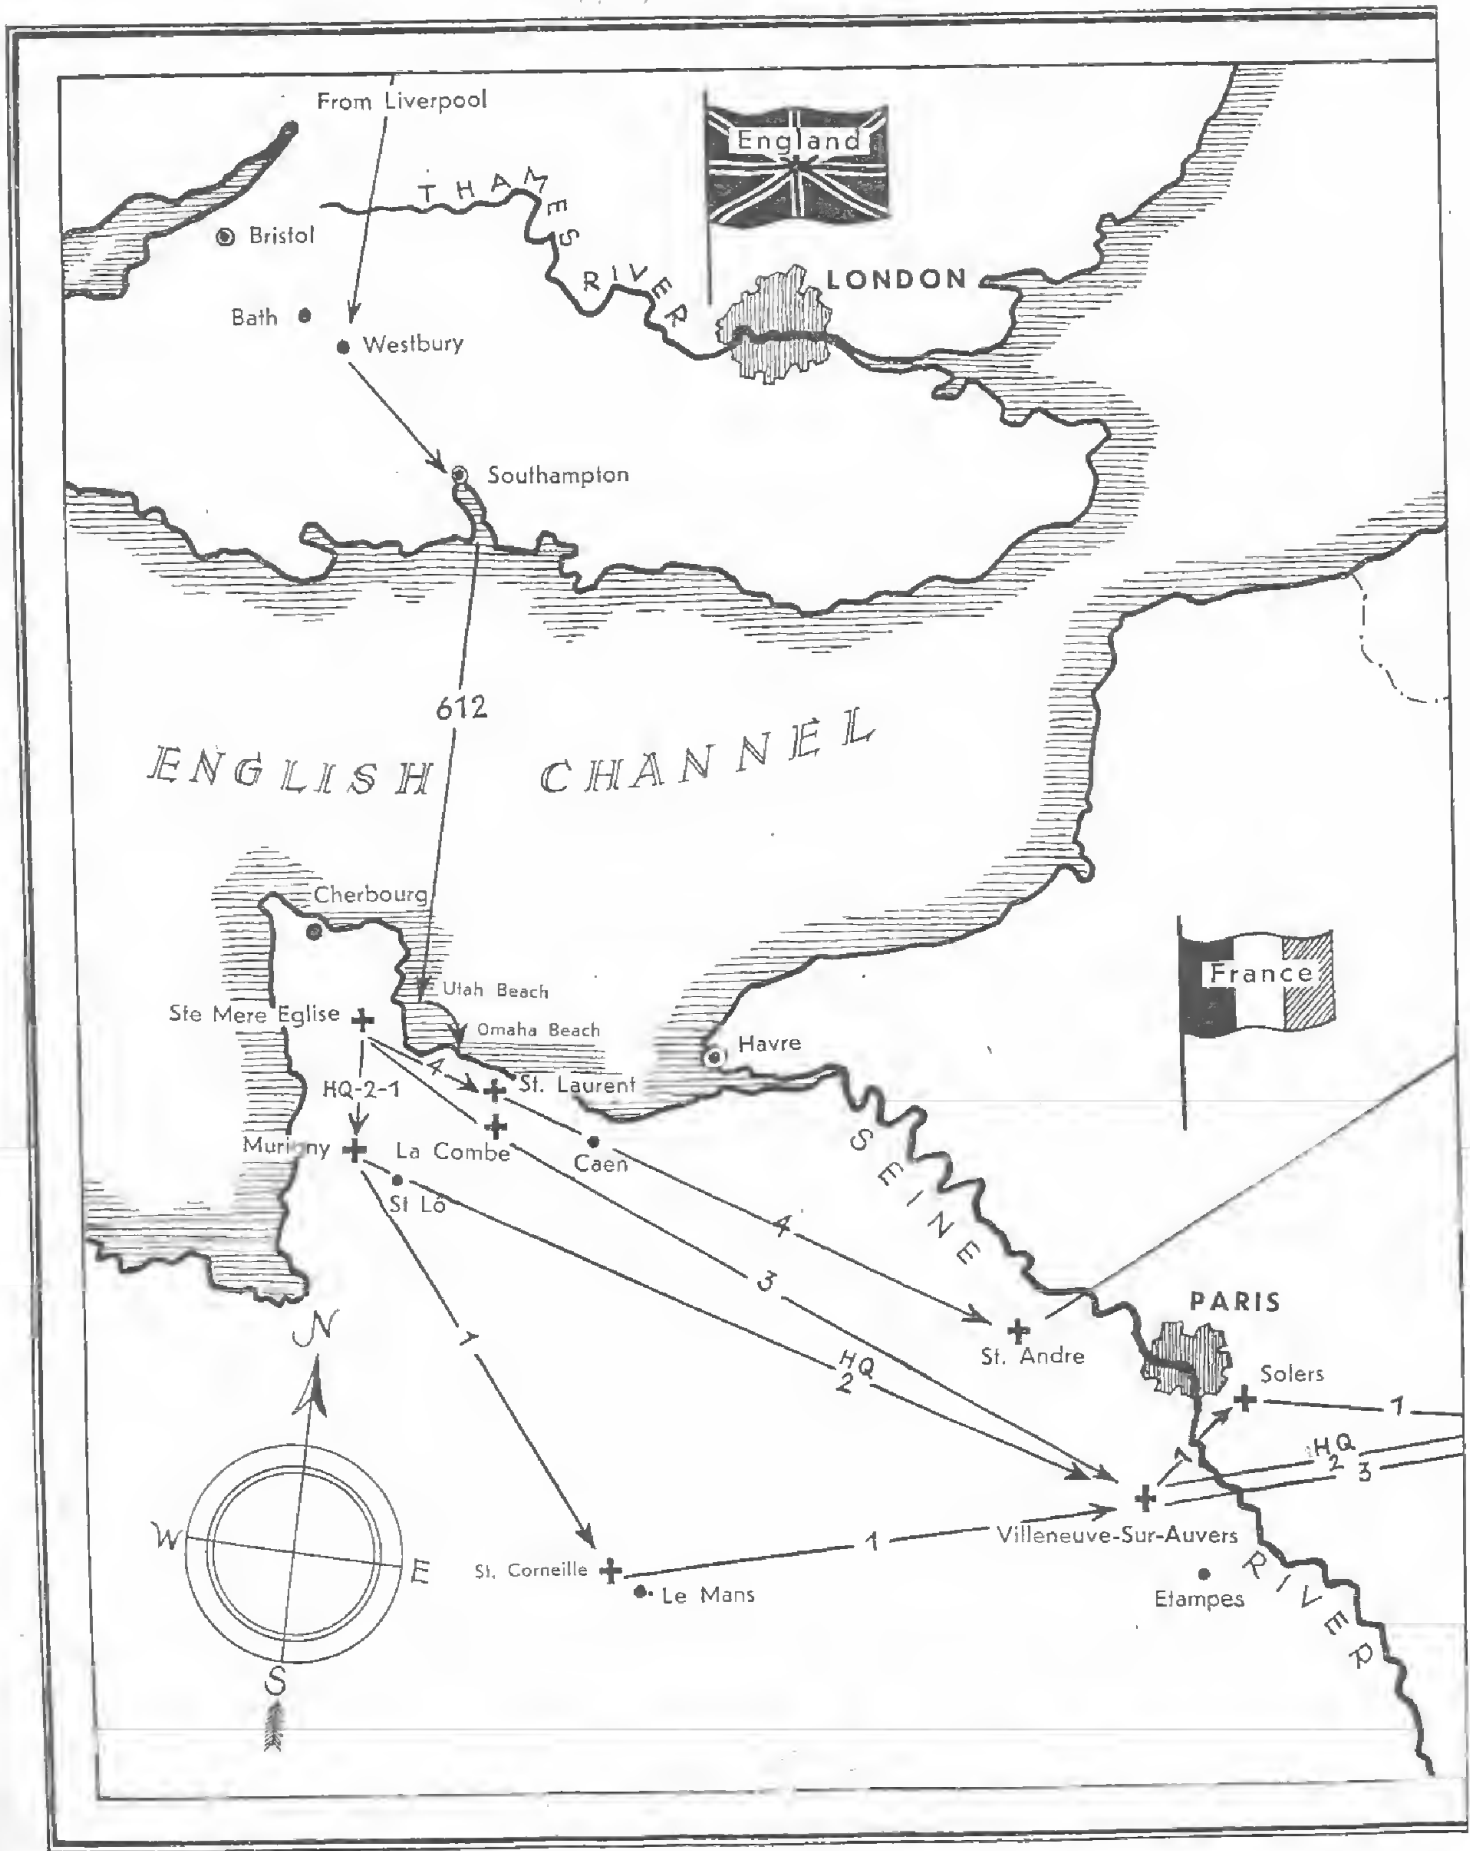 From Liverpool
England
THAMES RIVER
Bristol
LONDON
Bath
Westbury
Southampton
612
ENGLISH CHANNEL
Cherbourg
France
Utah Beach
Ste Mere Eglise
Omaha Beach
Havre
4
HQ-2-1
St. Laurent
Murigny
La Combe
Caen
St Lô
SEINE
4
3
PARIS
N
1
St. Andre
HQ
2
Solers
1
HQ
2
3
1
W
E
Villeneuve-Sur-Auvers
1
St. Corneille
Le Mans
Etampes
RIVER
S